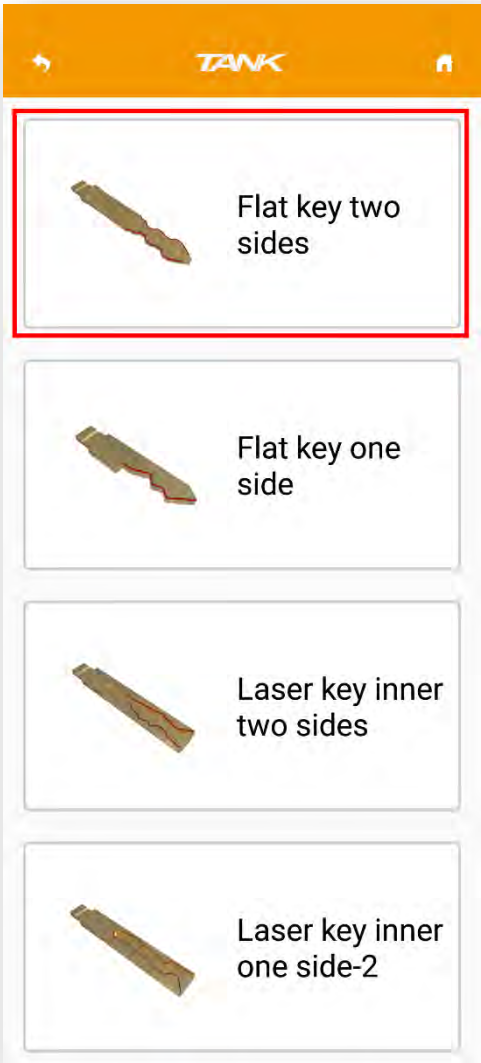 TANK
Flat key two
sides
Flat key one
side
Laser key inner
two sides
Laser key inner
one side-2